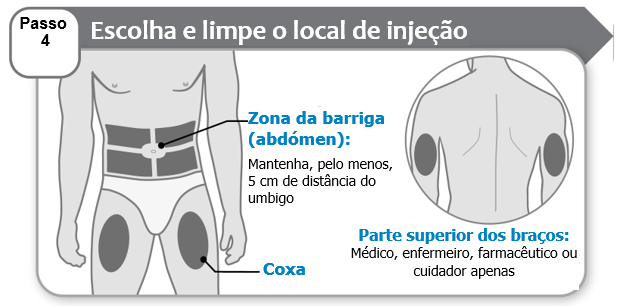 Passo
4
Escolha e limpe o local de injeção
Zona da barriga
(abdómen):
Mantenha, pelo menos,
5 cm de distância do
umbigo
Coxa
Parte superior dos braços:
Médico, enfermeiro, farmacêutico ou
cuidador apenas